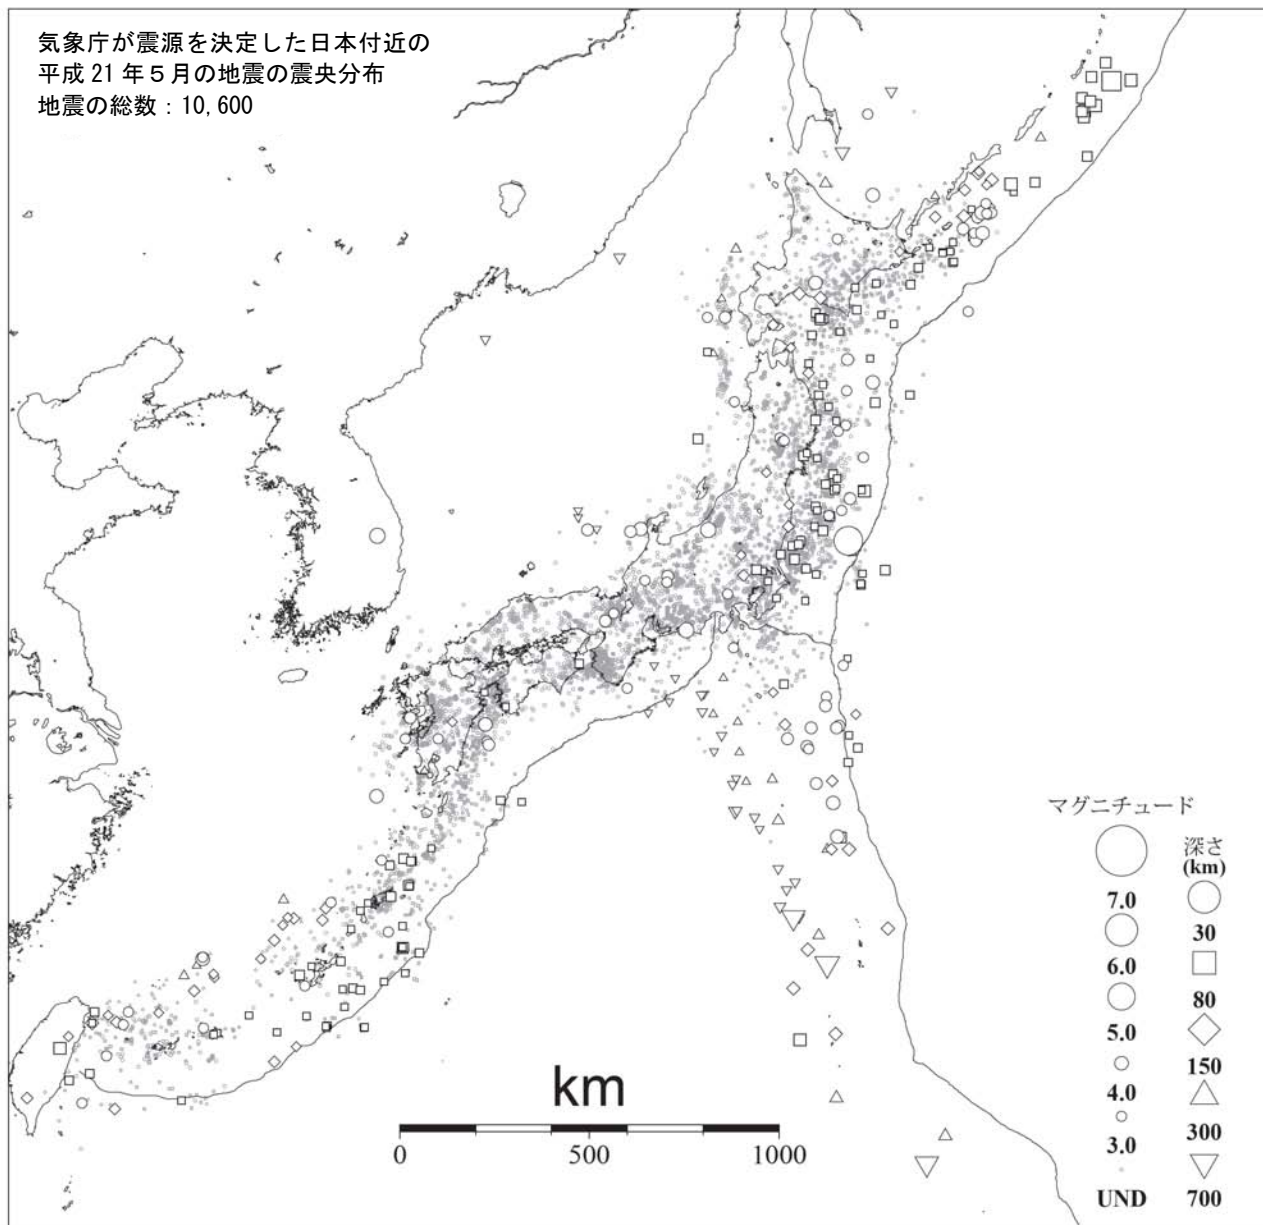 気象庁が震源を決定した日本付近の
平成21年5月の地震の震央分布
地震の総数：10,600
マグニチュード
深さ
(km)
7.0
30
6.0
80
5.0
150
4.0
300
3.0
UND 700
km
0 500 1000